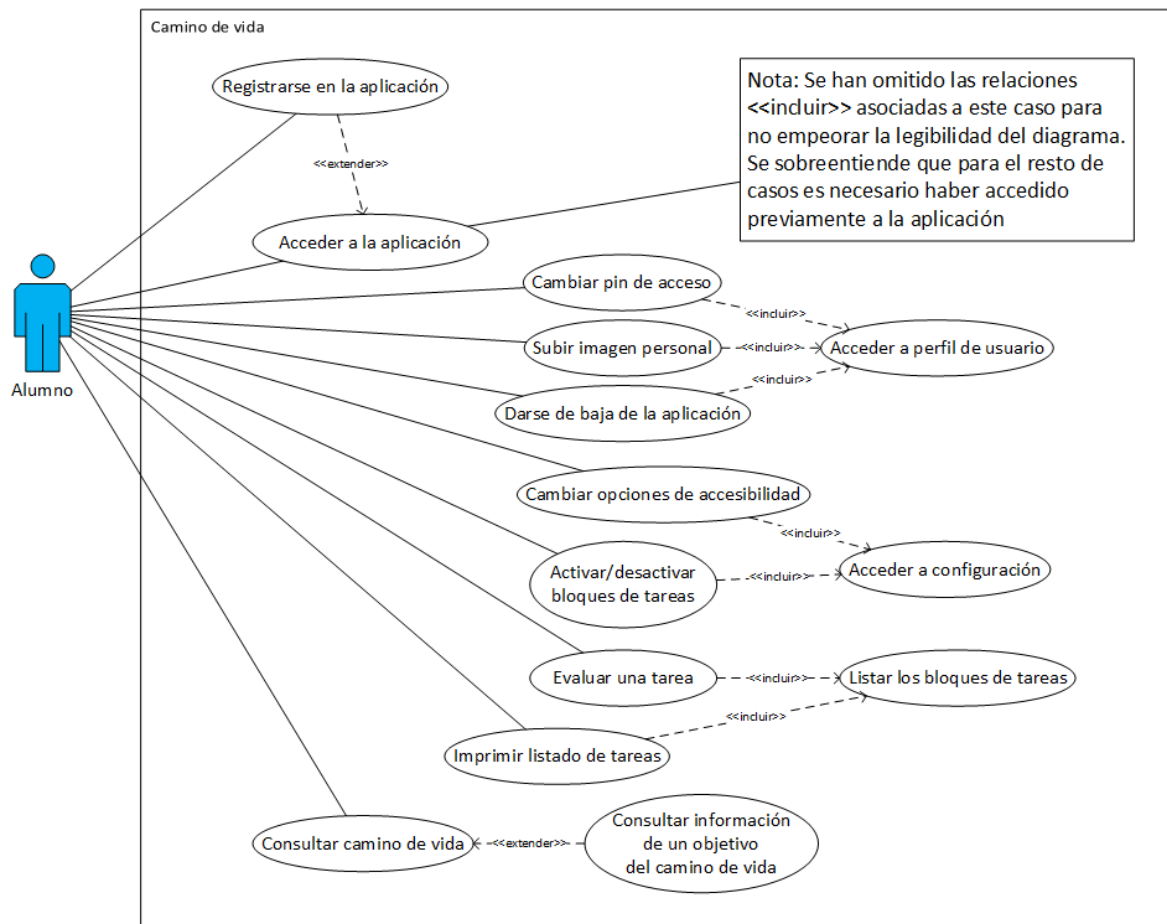 Camino de vida
Registrarse en la aplicación
Nota: Se han omitido las relaciones
<<incluir>> asociadas a este caso para
no empeorar la legibilidad del diagrama.
Se sobreentiende que para el resto de
casos es necesario haber accedido
previamente a la aplicación
<<extender>>
Acceder a la aplicación
Alumno
Cambiar pin de acceso
<<incluir>>
Subir imagen personal
<<incluir>>
Acceder a perfil de usuario
<<incluir>>
Darse de baja de la aplicación
Cambiar opciones de accesibilidad
<<incluir>>
Activar/desactivar
bloques de tareas
<<incluir>>
Acceder a configuración
Evaluar una tarea
<<incluir>>
Listar los bloques de tareas
<<incluir>>
Imprimir listado de tareas
Consultar camino de vida
<<extender>>
Consultar información
de un objetivo
del camino de vida